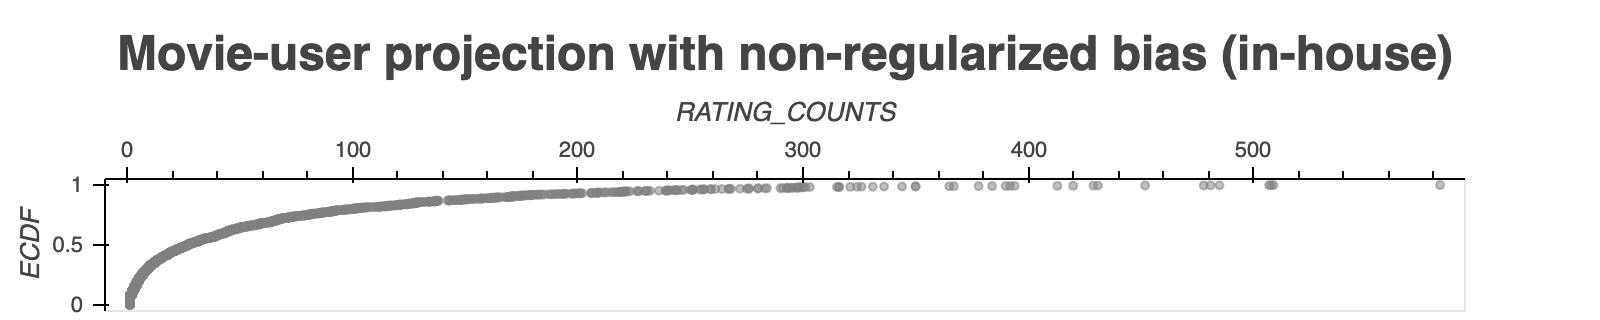 Movie-user projection with non-regularized bias (in-house)
RATING_COUNTS
0 100 200 300 400 500
1
0.5
0
ECDF